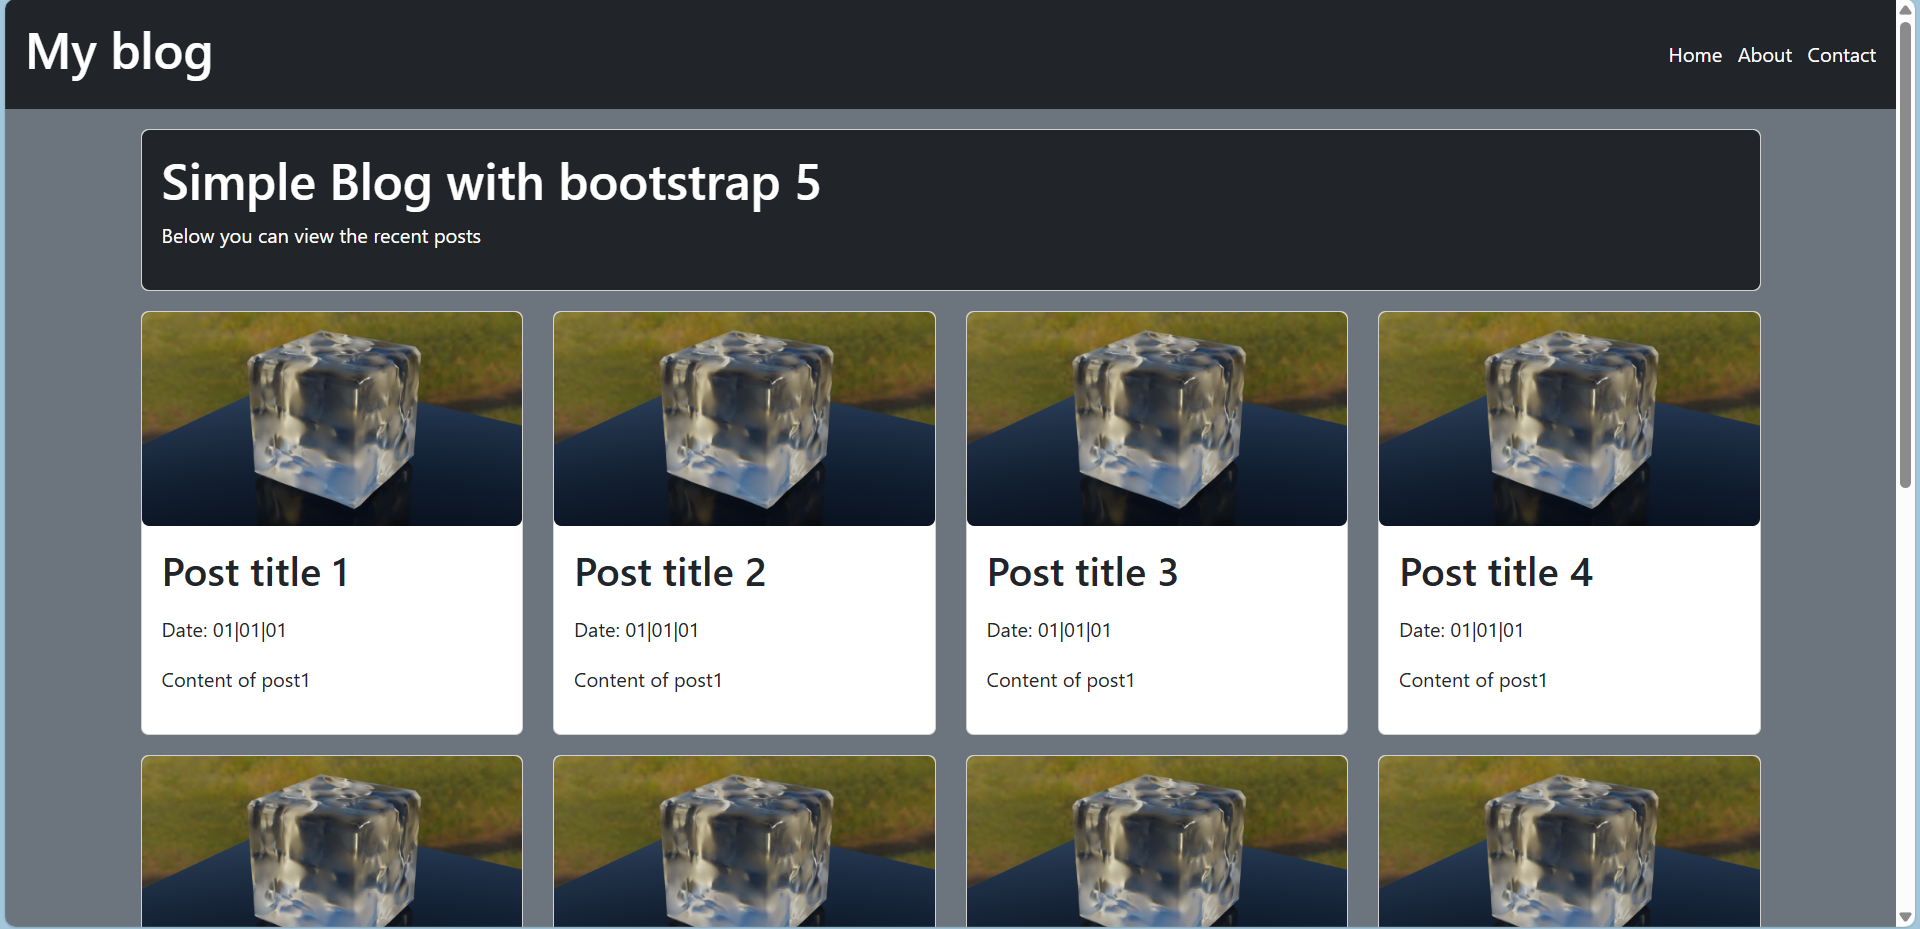 My blog
Home About Contact
Simple Blog with bootstrap 5
Below you can view the recent posts
Post title 1
Date: 01|01|01
Content of post1
Post title 2
Date: 01|01|01
Content of post1
Post title 3
Date: 01|01|01
Content of post1
Post title 4
Date: 01|01|01
Content of post1